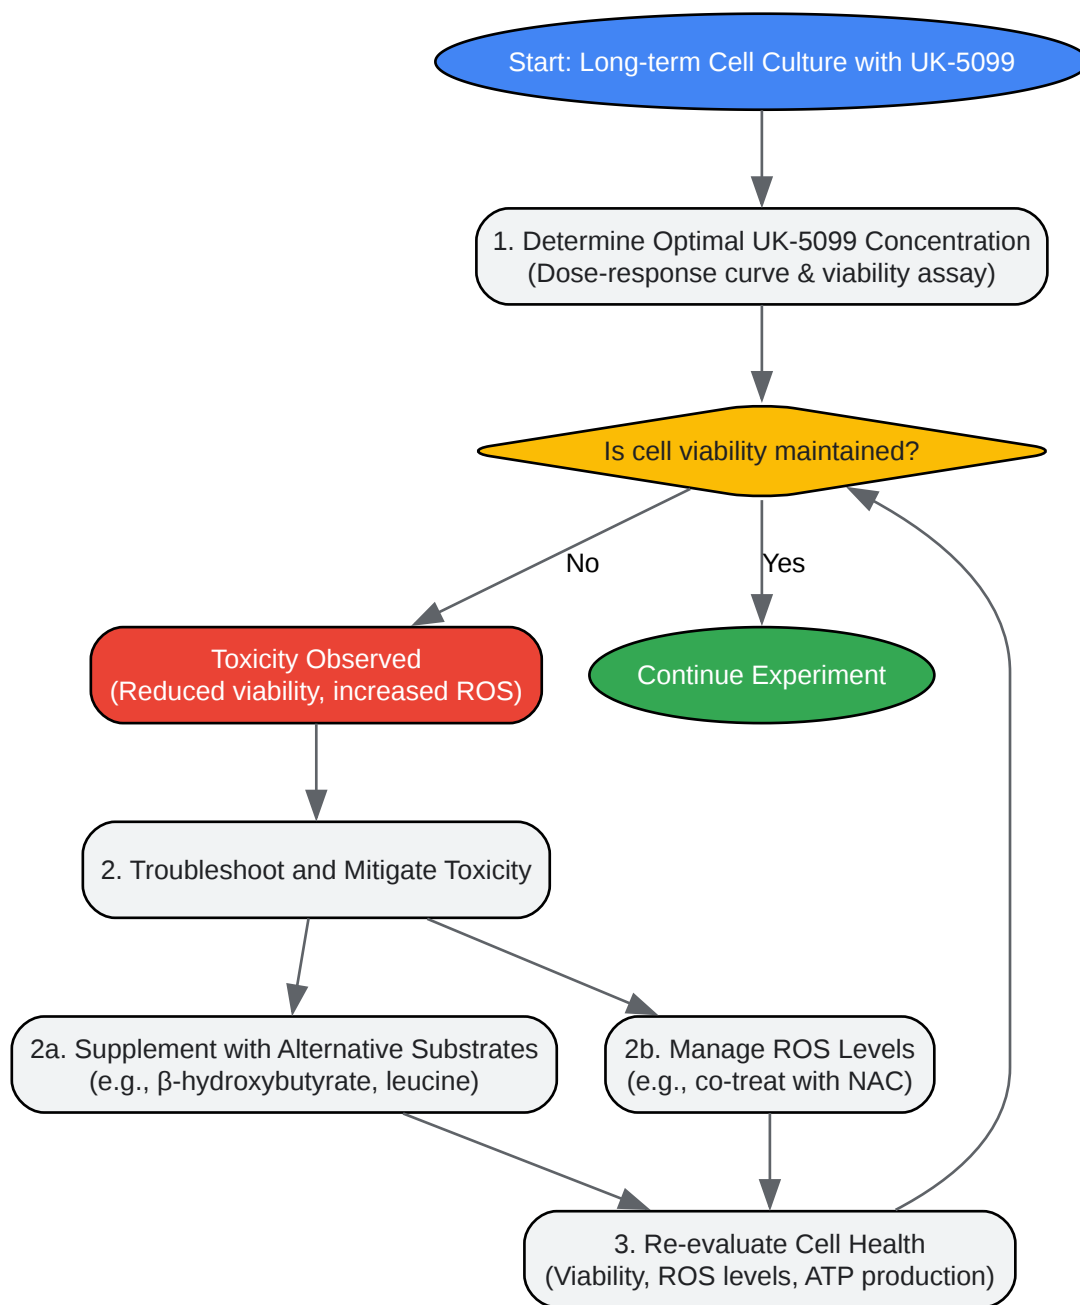 Start: Long-term Cell Culture with UK-5099
1. Determine Optimal UK-5099 Concentration
(Dose-response curve & viability assay)
Is cell viability maintained?
No
Yes
Toxicity Observed
(Reduced viability, increased ROS)
Continue Experiment
2. Troubleshoot and Mitigate Toxicity
2a. Supplement with Alternative Substrates
(e.g., β-hydroxybutyrate, leucine)
2b. Manage ROS Levels
(e.g., co-treat with NAC)
3. Re-evaluate Cell Health
(Viability, ROS levels, ATP production)